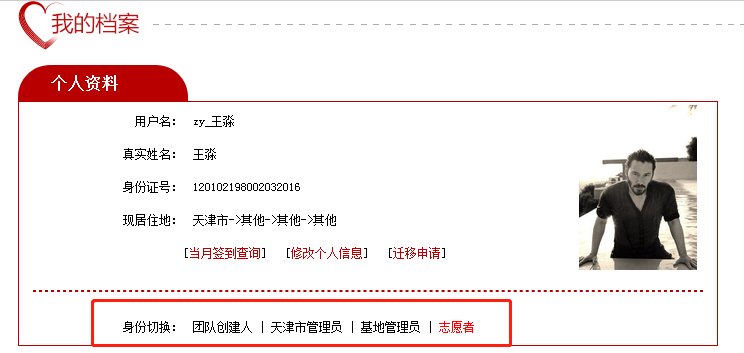 我的档案
个人资料
用户名： zy_王淼
真实姓名： 王淼
身份证号： 120102198002032016
现居住地： 天津市->其他->其他->其他
[当月签到查询] [修改个人信息] [迁移申请]
身份切换： 团队创建人 | 天津市管理员 | 基地管理员 | 志愿者